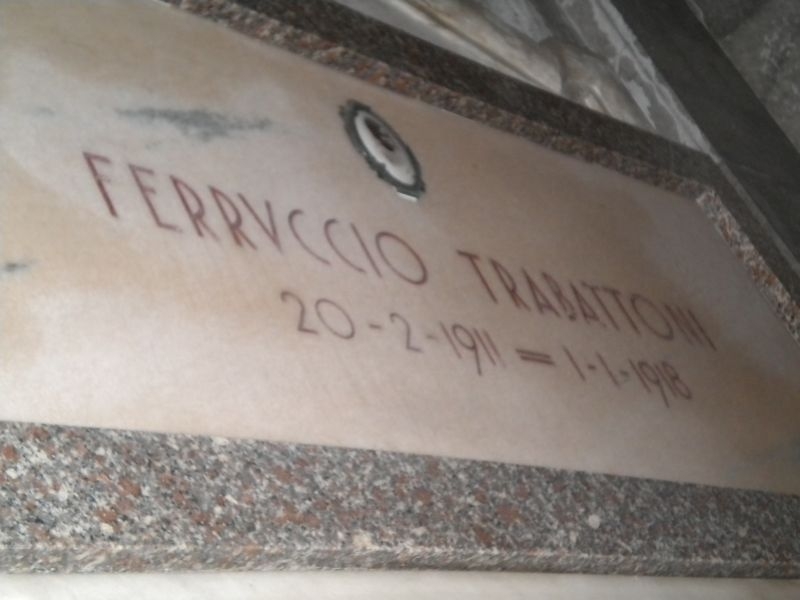 FERRVCCIO TRABATTONI
20-2-1911 = 1-1-1918